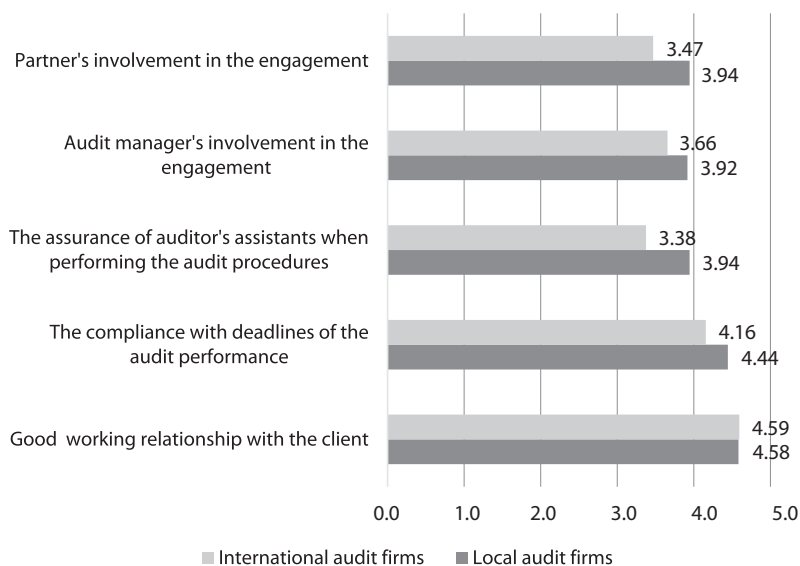 Partner's involvement in the engagement
3.47
3.94
Audit manager's involvement in the
engagement
3.66
3.92
The assurance of auditor's assistants when
performing the audit procedures
3.38
3.94
The compliance with deadlines of the
audit performance
4.16
4.44
Good working relationship with the client
4.59
4.58
0.0 1.0 2.0 3.0 4.0 5.0
International audit firms Local audit firms